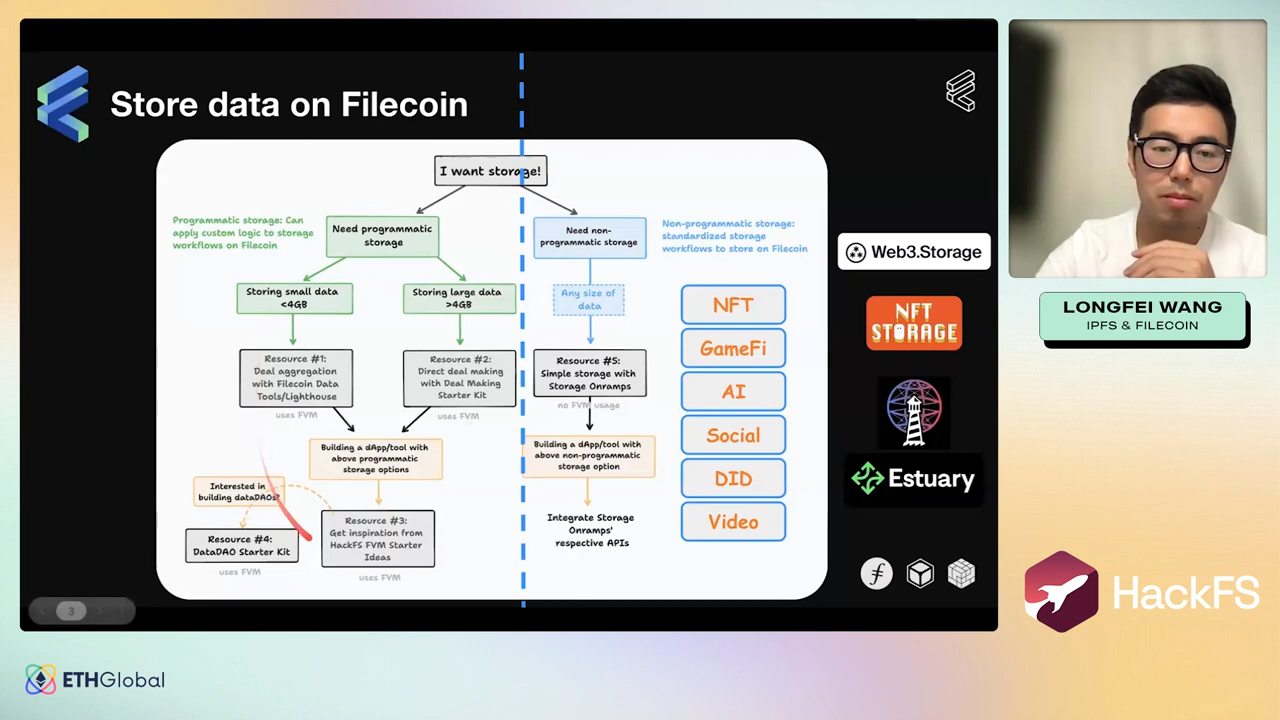 Store data on Filecoin
I want storage!
Programmatic storage: Can
apply custom logic to storage
workflows on Filecoin
Need programmatic
storage
Need non-
programmatic storage
Non-programmatic storage:
standardized storage
workflows to store on Filecoin
Storing small data
<4GB
Storing large data
>4GB
Any size of
data
Resource #1:
Deal aggregation
with Filecoin Data
Tools/Lighthouse
uses FVM
Resource #2:
Direct deal making
with Deal Making
Starter Kit
uses FVM
Resource #5:
Simple storage with
Storage Onramps
no FVM usage
Building a dApp/tool with
above programmatic
storage options
Building a dApp/tool with
above non-programmatic
storage option
Interested in
building dataDAOs?
Resource #4:
DataDAO Starter Kit
uses FVM
Resource #3:
Get inspiration from
HackFS FVM Starter
Ideas
uses FVM
Integrate Storage
Onramps'
respective APIs
NFT
GameFi
AI
Social
DID
Video
Web3.Storage
NFT
STORAGE
Estuary
3
LONGFEI WANG
IPFS & FILECOIN
HackFS
ETHGlobal